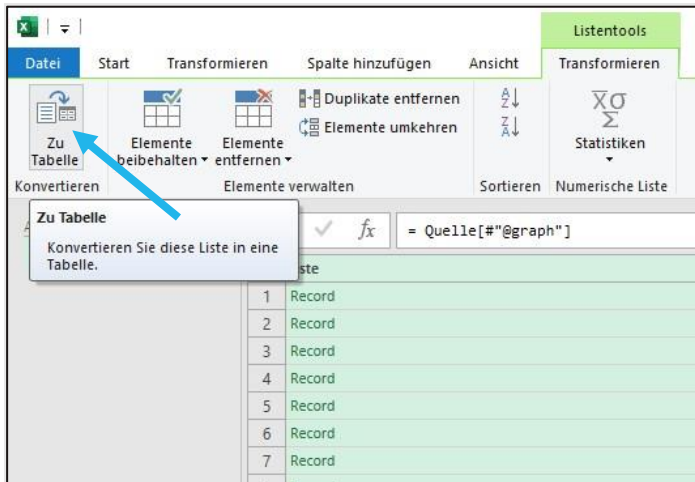 Listentools
Datei Start Transformieren Spalte hinzufügen Ansicht Transformieren
Duplikate entfernen
Elemente umkehren
Zu
Tabelle
Elemente
beibehalten
Elemente
entfernen
A
Z
Z
A
X̄σ
Σ
Statistiken
Konvertieren Elemente verwalten Sortieren Numerische Liste
Zu Tabelle
Konvertieren Sie diese Liste in eine
Tabelle.
fx = Quelle[#"@graph"]
ste
1 Record
2 Record
3 Record
4 Record
5 Record
6 Record
7 Record